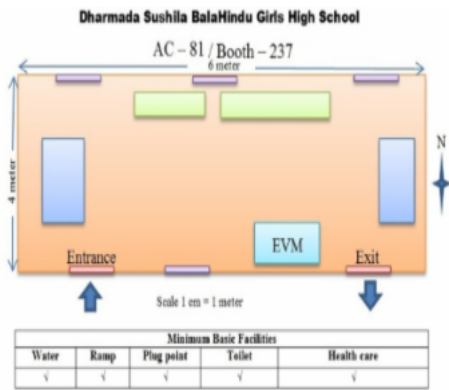 Dharmada Sushila BalaHindu Girls High School
AC – 81 / Booth – 237
6 meter
4 meter
N
EVM
Entrance
Exit
Scale 1 cm = 1 meter
Minimum Basic Facilities
Water Ramp Plug point Toilet Health care
√ √ √ √ √